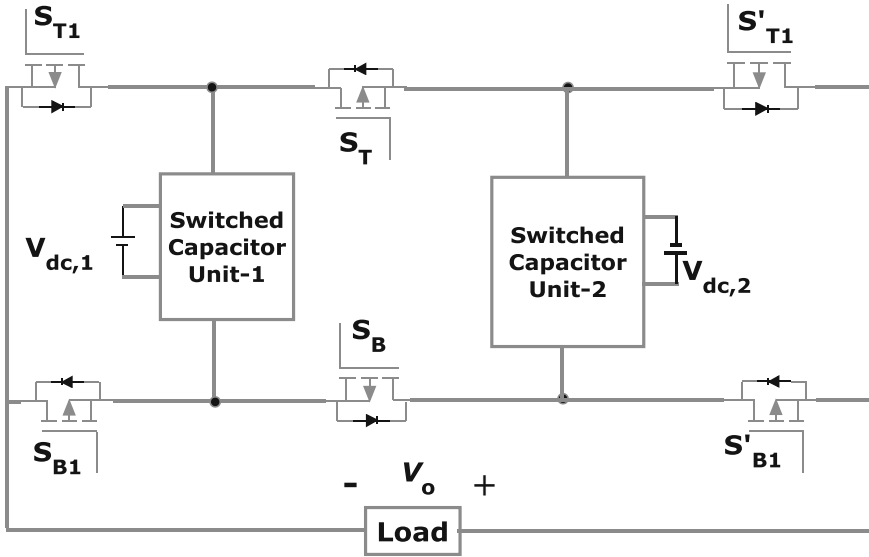 S_T1
S'_T1
S_T
Switched
Capacitor
Unit-1
V_dc,1
Switched
Capacitor
Unit-2
V_dc,2
S_B
S_B1
S'_B1
- V_o +
Load